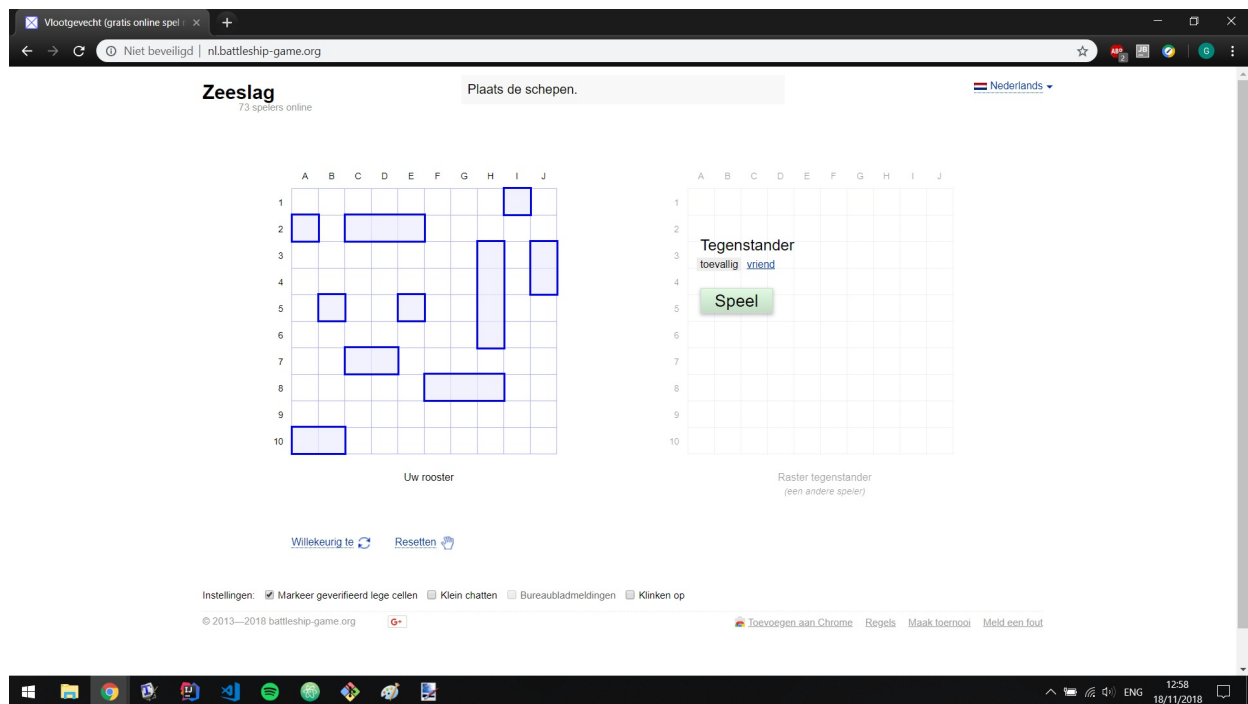 Vlootgevecht (gratis online spel
Niet beveiligd | nl.battleship-game.org
ABP
2
JB
G
Zeeslag
73 spelers online
Plaats de schepen.
Nederlands
A B C D E F G H I J
1
2
3
4
5
6
7
8
9
10
Uw rooster
A B C D E F G H I J
1
2
3
4
5
6
7
8
9
10
Tegenstander
toevallig vriend
Speel
Raster tegenstander
(een andere speler)
Willekeurig te Resetten
Instellingen: Markeer geverifieerd lege cellen Klein chatten Bureaubladmeldingen Klinken op
© 2013—2018 battleship-game.org G+ Toevoegen aan Chrome Regels Maak toernooi Meld een fout
ENG
12:58
18/11/2018